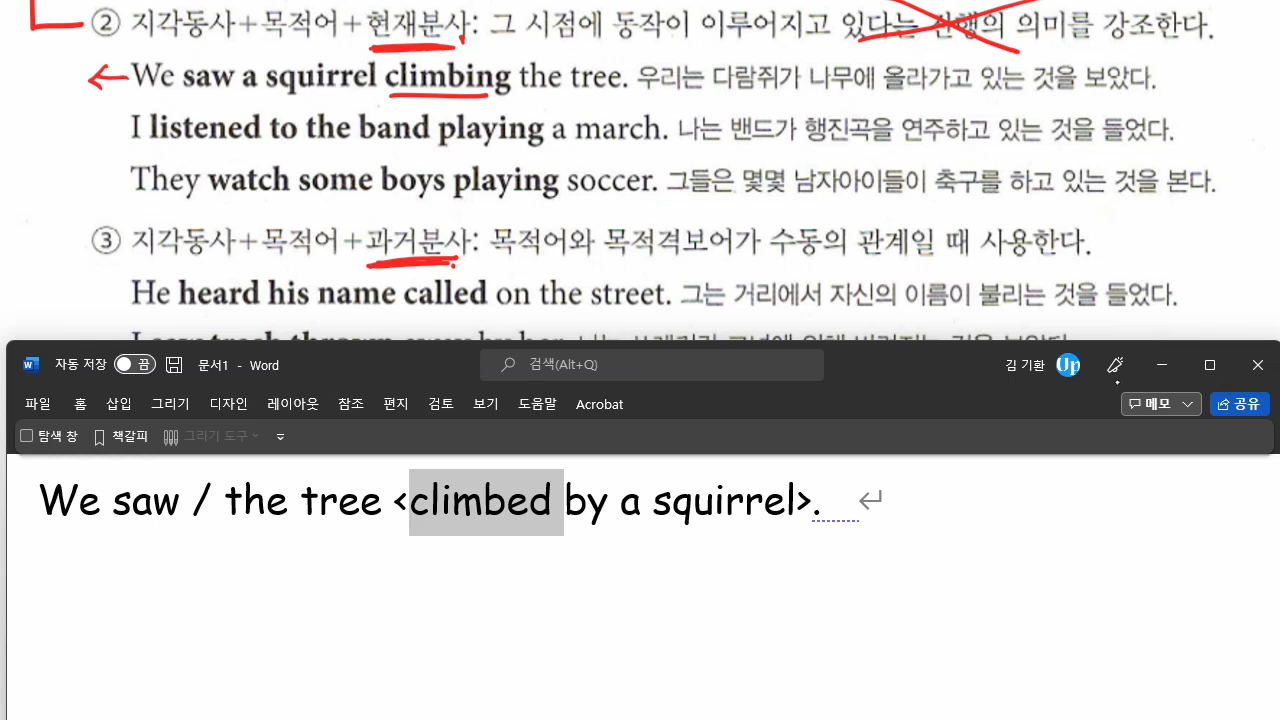 ② 지각동사+목적어+현재분사: 그 시점에 동작이 이루어지고 있다는 진행의 의미를 강조한다.
We saw a squirrel climbing the tree. 우리는 다람쥐가 나무에 올라가고 있는 것을 보았다.
I listened to the band playing a march. 나는 밴드가 행진곡을 연주하고 있는 것을 들었다.
They watch some boys playing soccer. 그들은 몇몇 남자아이들이 축구를 하고 있는 것을 본다.
③ 지각동사+목적어+과거분사: 목적어와 목적격보어가 수동의 관계일 때 사용한다.
He heard his name called on the street. 그는 거리에서 자신의 이름이 불리는 것을 들었다.
자동 저장 끔 문서1 - Word 검색(Alt+Q) 김 기환 Up
파일 홈 삽입 그리기 디자인 레이아웃 참조 편지 검토 보기 도움말 Acrobat 메모 공유
탐색 창 책갈피 그리기 도구
We saw / the tree <climbed by a squirrel>.